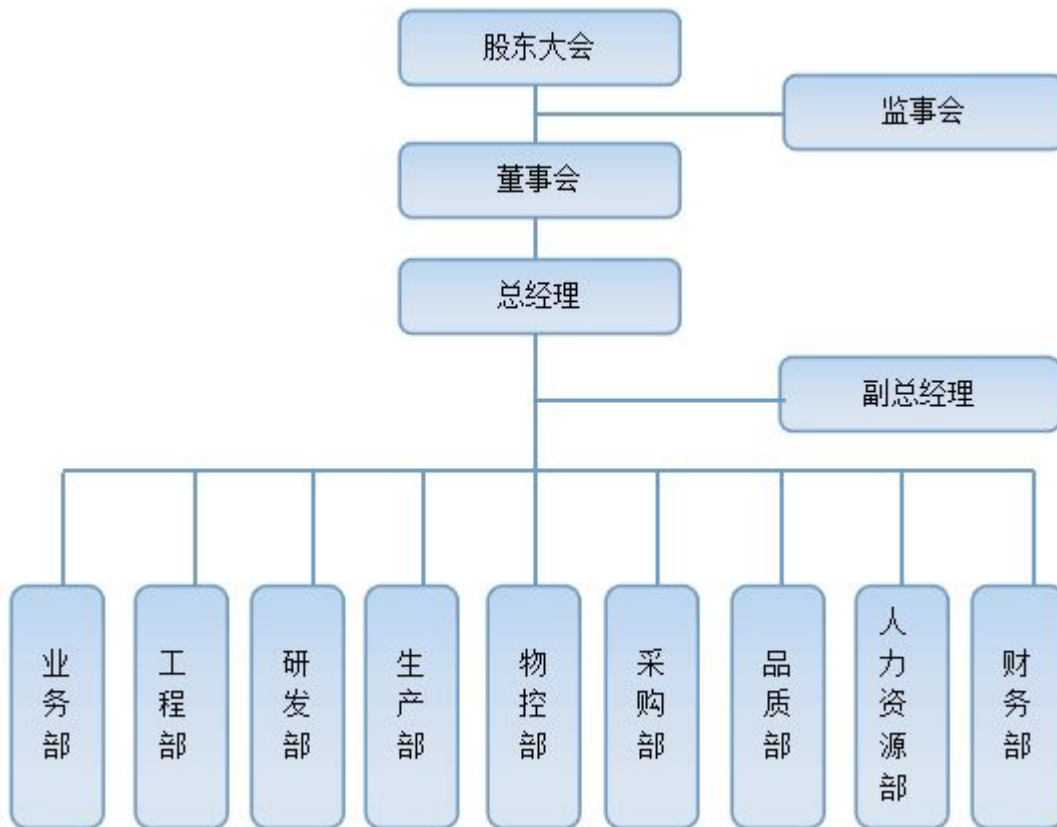 股东大会
监事会
董事会
总经理
副总经理
业务部
工程部
研发部
生产部
物控部
采购部
品质部
人力资源部
财务部